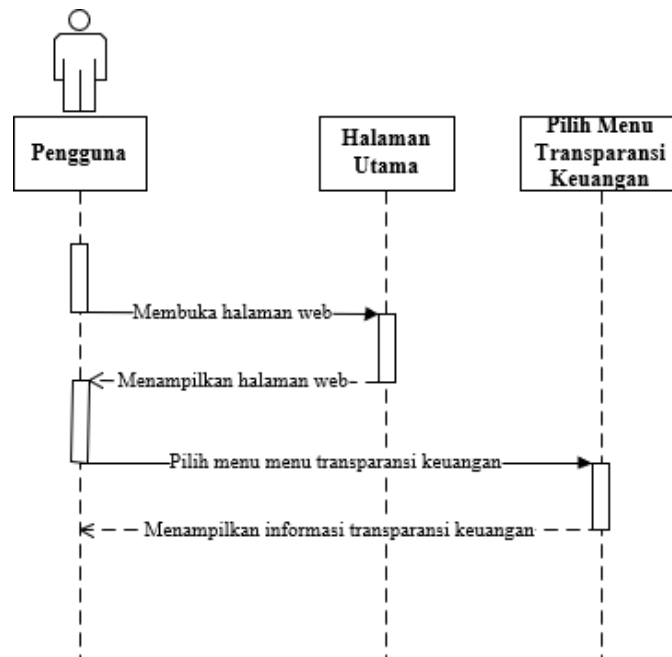 Pengguna
Halaman
Utama
Pilih Menu
Transparansi
Keuangan
Membuka halaman web
Menampilkan halaman web
Pilih menu menu transparansi keuangan
Menampilkan informasi transparansi keuangan